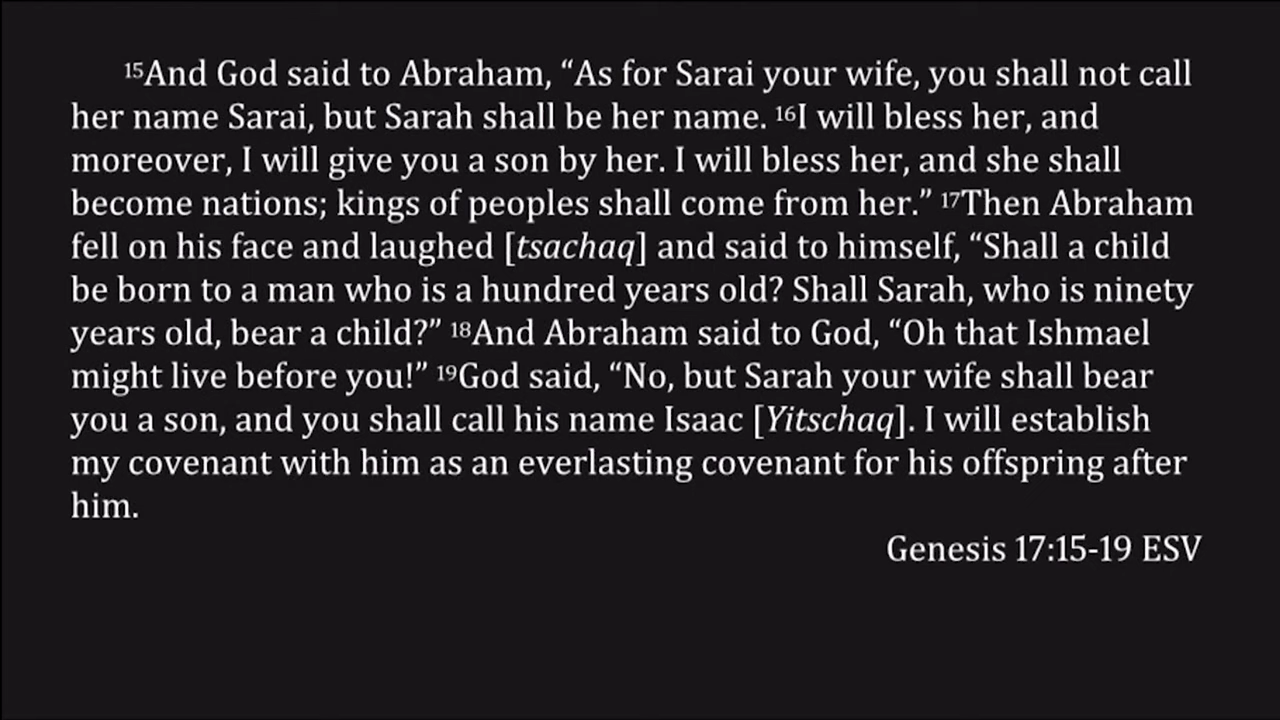 15And God said to Abraham, “As for Sarai your wife, you shall not call
her name Sarai, but Sarah shall be her name. 16I will bless her, and
moreover, I will give you a son by her. I will bless her, and she shall
become nations; kings of peoples shall come from her.” 17Then Abraham
fell on his face and laughed [tsachaq] and said to himself, “Shall a child
be born to a man who is a hundred years old? Shall Sarah, who is ninety
years old, bear a child?” 18And Abraham said to God, “Oh that Ishmael
might live before you!” 19God said, “No, but Sarah your wife shall bear
you a son, and you shall call his name Isaac [Yitschaq]. I will establish
my covenant with him as an everlasting covenant for his offspring after
him.
Genesis 17:15-19 ESV